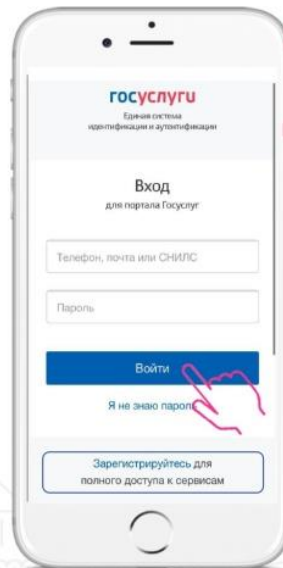 госуслуги
Единая система
идентификации и аутентификации
Вход
для портала Госуслуг
Телефон, почта или СНИЛС
Пароль
Войти
Я не знаю пароль
Зарегистрируйтесь для
полного доступа к сервисам